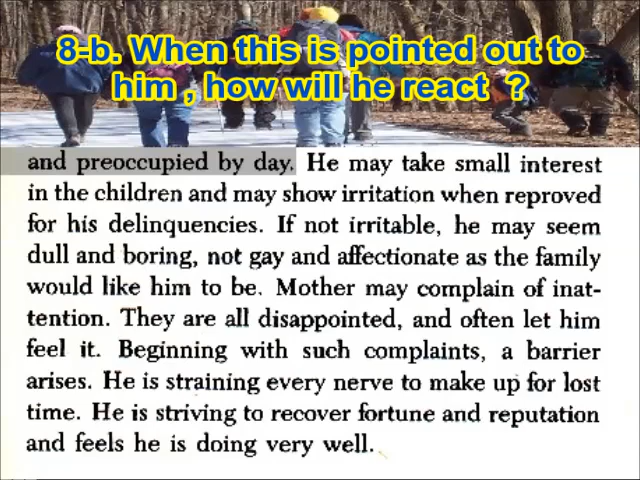 8-b. When this is pointed out to
him , how will he react ?
and preoccupied by day. He may take small interest
in the children and may show irritation when reproved
for his delinquencies. If not irritable, he may seem
dull and boring, not gay and affectionate as the family
would like him to be. Mother may complain of inat-
tention. They are all disappointed, and often let him
feel it. Beginning with such complaints, a barrier
arises. He is straining every nerve to make up for lost
time. He is striving to recover fortune and reputation
and feels he is doing very well.